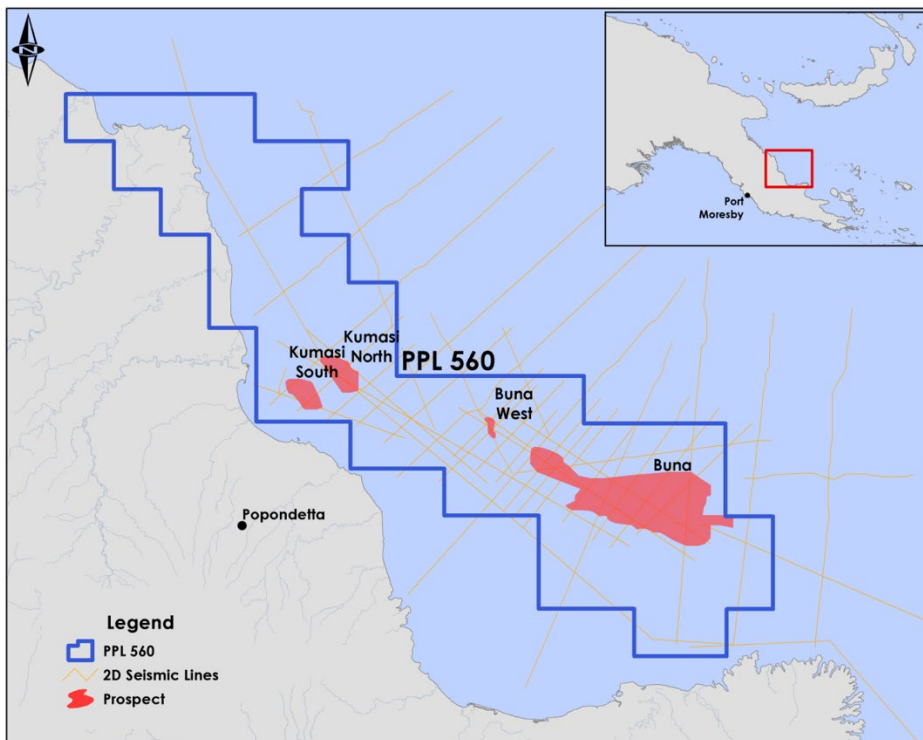 N
Port
Moresby
Kumasi
North
Kumasi
South
PPL 560
Buna
West
Buna
Popondetta
Legend
PPL 560
2D Seismic Lines
Prospect